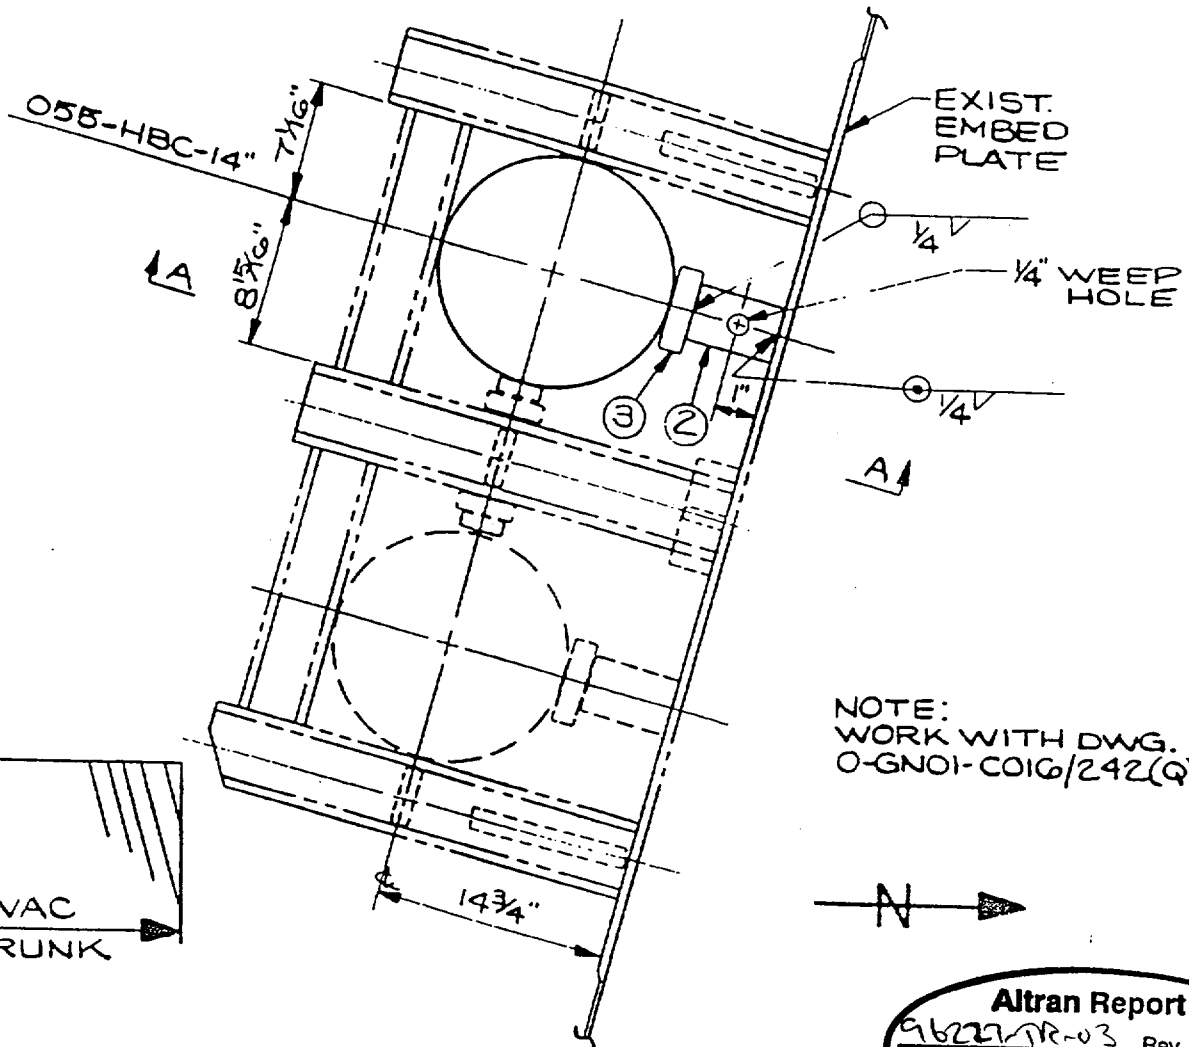 055-HBC-14"
7 1/16"
8 15/16"
A
EXIST.
EMBED
PLATE
1/4
1/4" WEEP
HOLE
1/4
1"
3
2
A
NOTE:
WORK WITH DWG.
0-GN01-C016/242(Q)
VAC
RUNK
℄
14 3/4"
N
Altran Report
96227-TR-03 Rev.